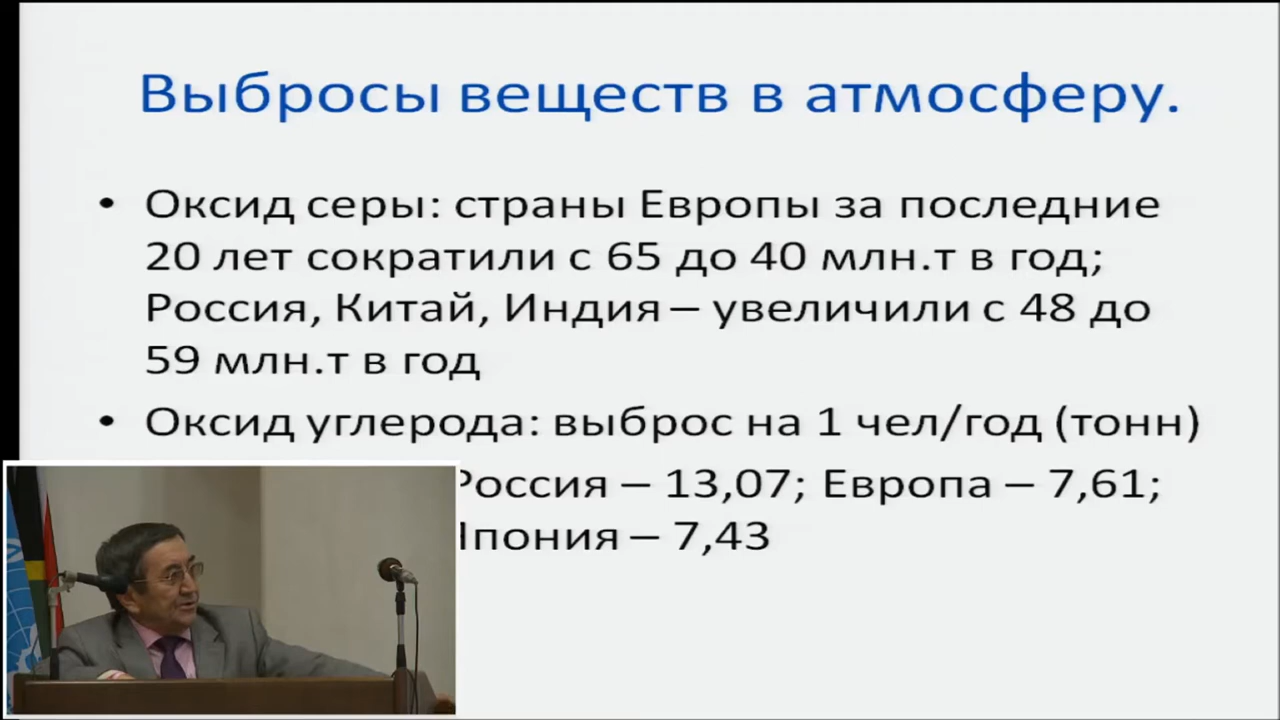 Выбросы веществ в атмосферу.
• Оксид серы: страны Европы за последние
20 лет сократили с 65 до 40 млн.т в год;
Россия, Китай, Индия – увеличили с 48 до
59 млн.т в год
• Оксид углерода: выброс на 1 чел/год (тонн)
Россия – 13,07; Европа – 7,61;
Япония – 7,43